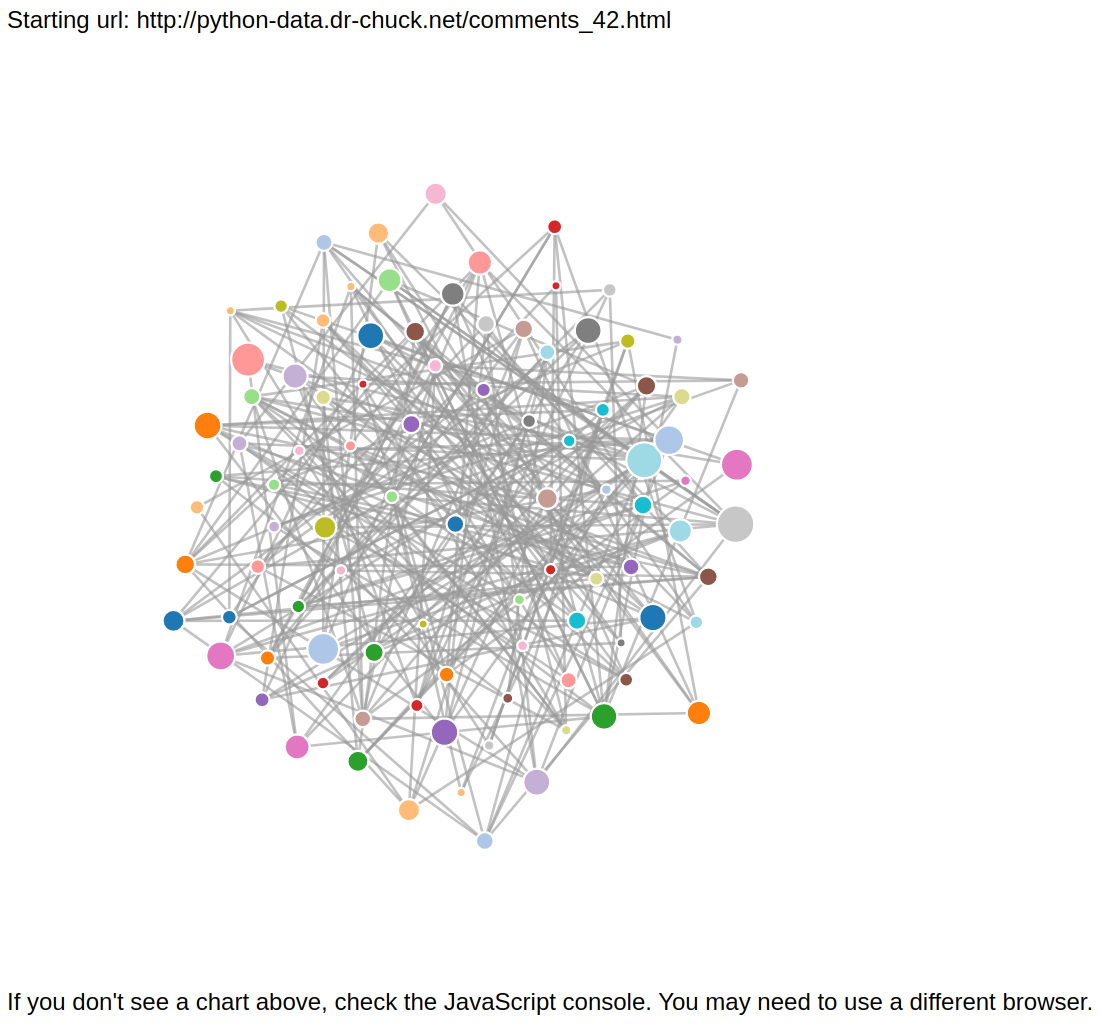 Starting url: http://python-data.dr-chuck.net/comments_42.html
If you don't see a chart above, check the JavaScript console. You may need to use a different browser.